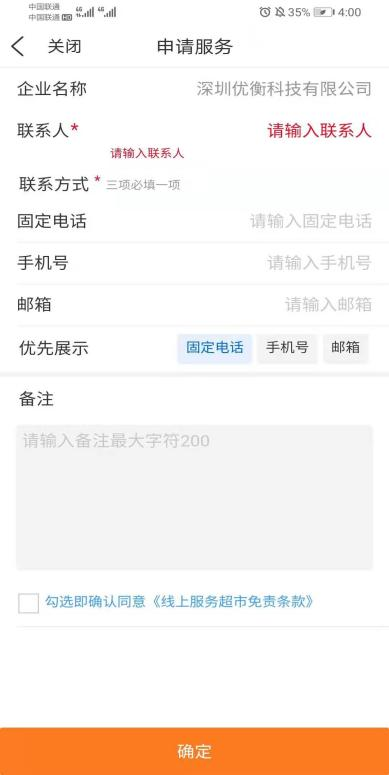 中国联通
中国联通HD 4G 4G 35% 4:00
关闭 申请服务
企业名称 深圳优衡科技有限公司
联系人* 请输入联系人
请输入联系人
联系方式* 三项必填一项
固定电话 请输入固定电话
手机号 请输入手机号
邮箱 请输入邮箱
优先展示 固定电话 手机号 邮箱
备注
请输入备注最大字符200
勾选即确认同意《线上服务超市免责条款》
确定